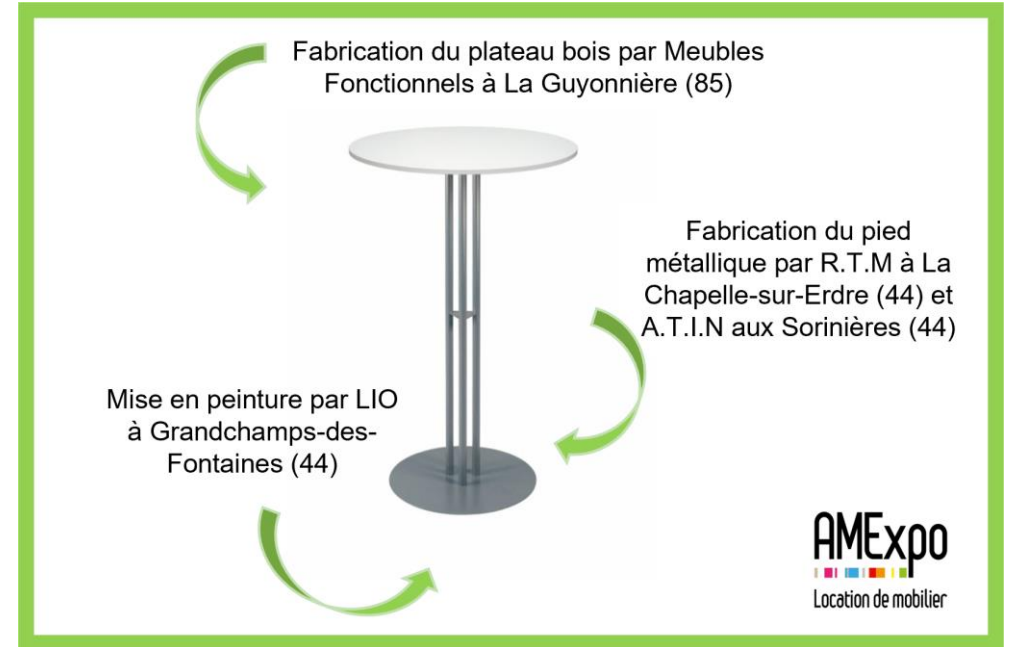 Fabrication du plateau bois par Meubles
Fonctionnels à La Guyonnière (85)
Fabrication du pied
métallique par R.T.M à La
Chapelle-sur-Erdre (44) et
A.T.I.N aux Sorinières (44)
Mise en peinture par LIO
à Grandchamps-des-
Fontaines (44)
AMExpo
Location de mobilier